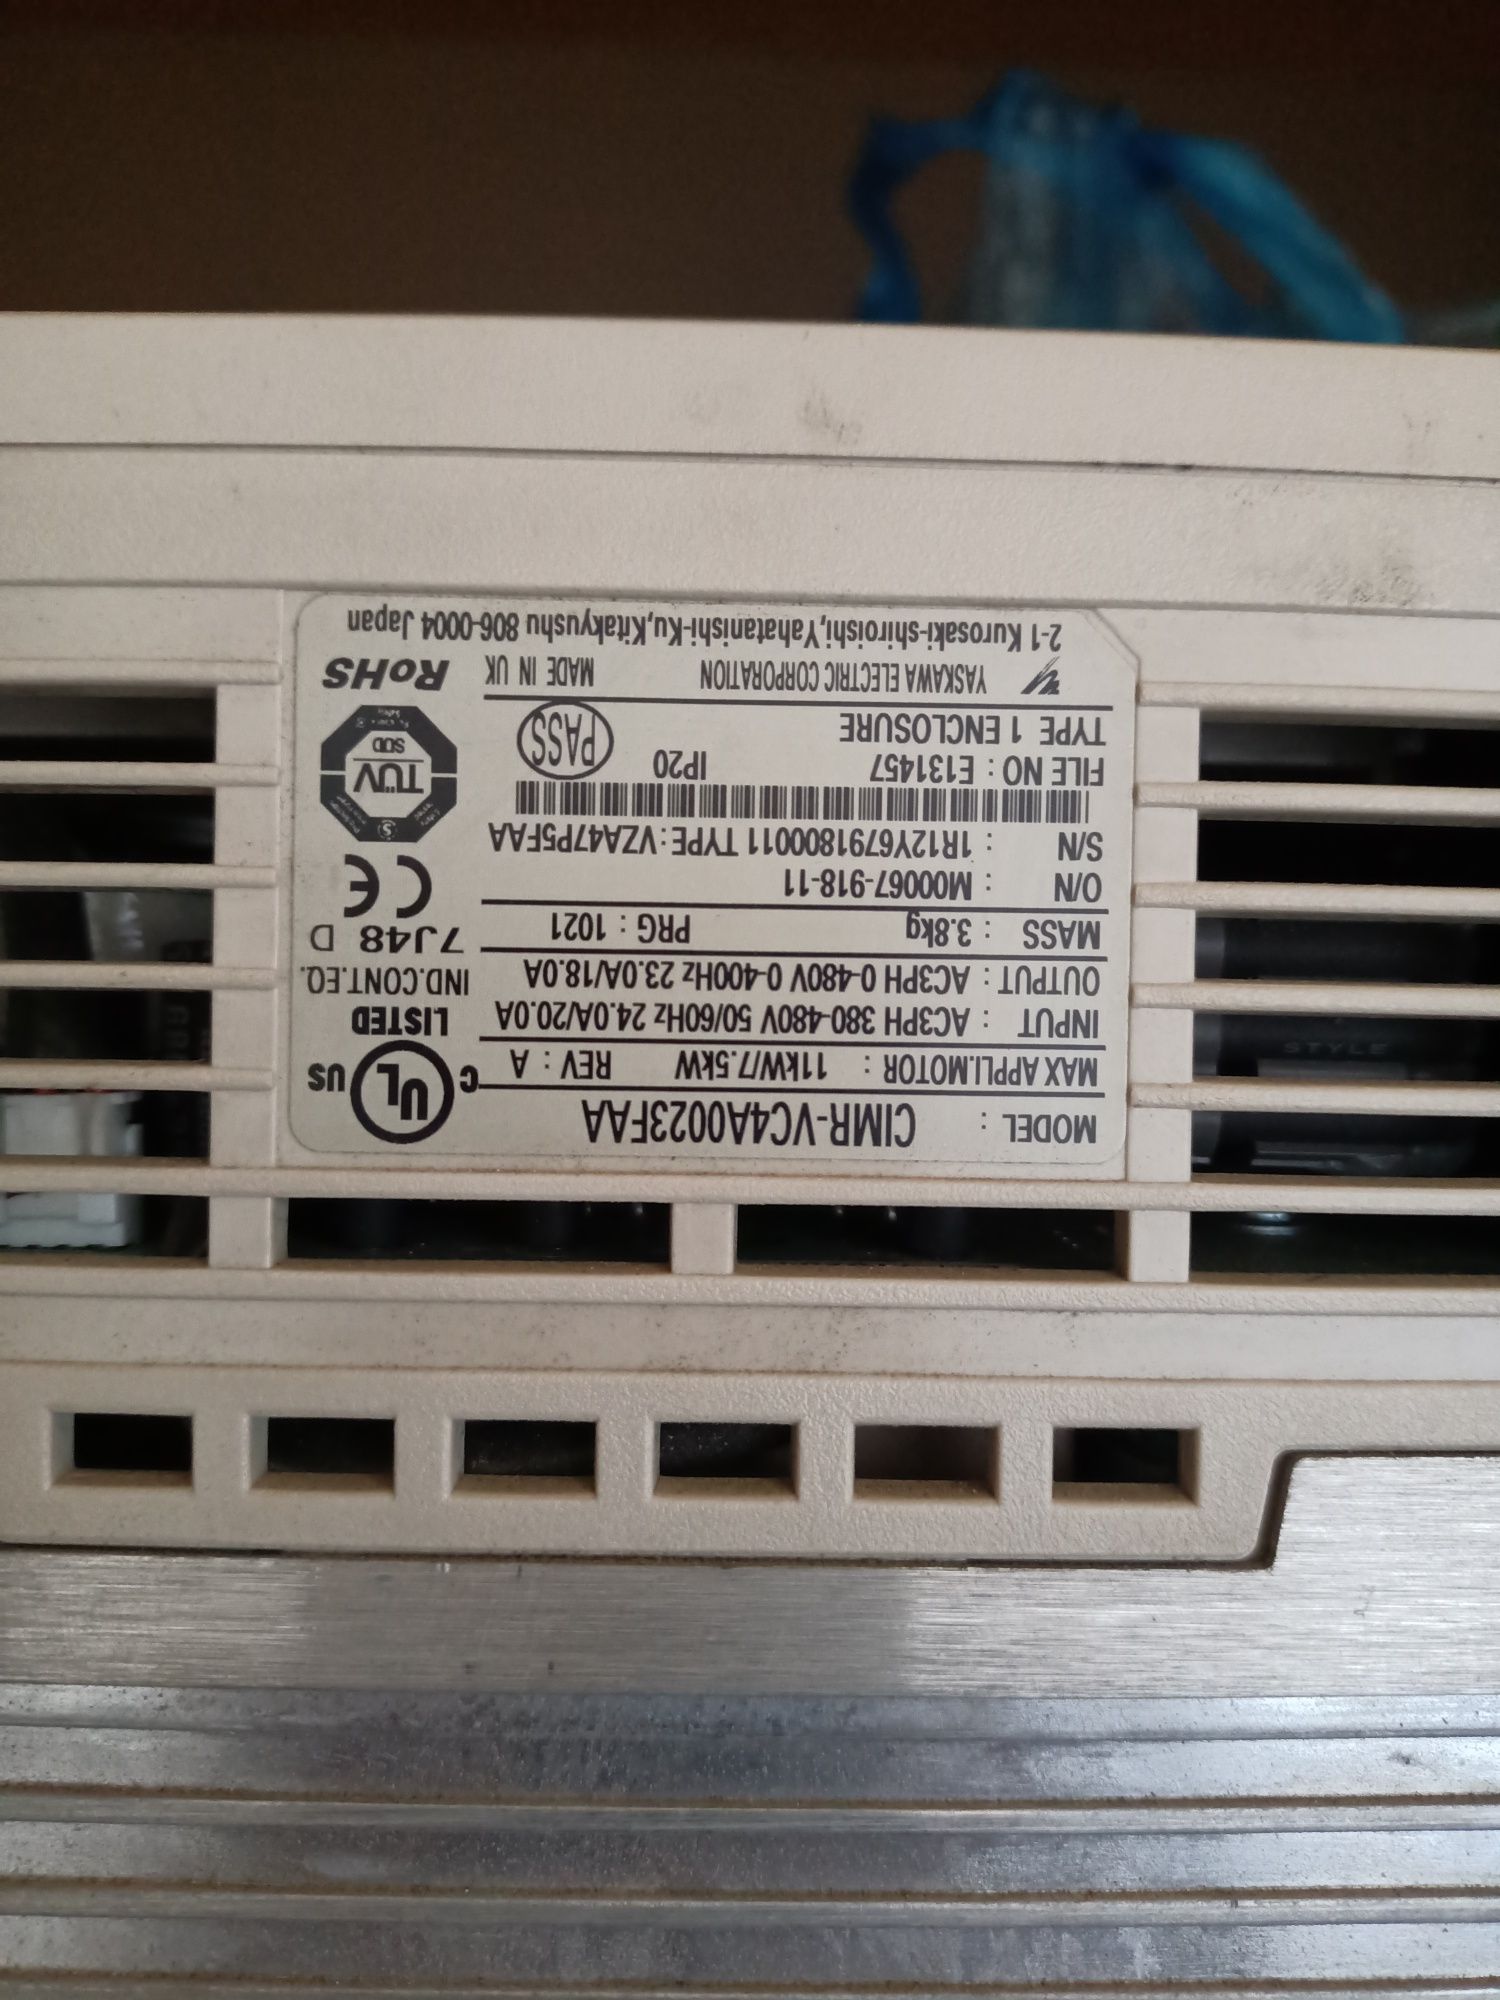 MODEL : CIMR-VC4A0023FAA
MAX APPLI.MOTOR : 11kW/7.5kW REV : A
INPUT : AC3PH 380-480V 50/60Hz 24.0A/20.0A
OUTPUT : AC3PH 0-480V 0-400Hz 23.0A/18.0A
MASS : 3.8kg PRG : 1021
O/N : M00067-918-11
S/N : 1R12Y6791800011 TYPE : VZA47P5FAA
FILE NO : E131457 IP20
TYPE 1 ENCLOSURE
PASS
YASKAWA ELECTRIC CORPORATION MADE IN UK
2-1 Kurosaki-shiroishi,Yahatanishi-Ku,Kitakyushu 806-0004 Japan
C UL US
LISTED
IND.CONT.EQ.
7J48 D
CE
TÜV
SÜD
RoHS
STYLE